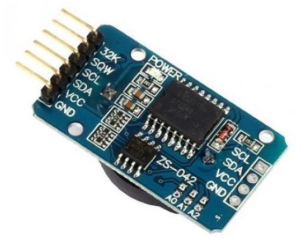 32K
SQW
SCL
SDA
VCC
GND
POWER
ZS-042
SCL
SDA
VCC
GND
A0 A1 A2